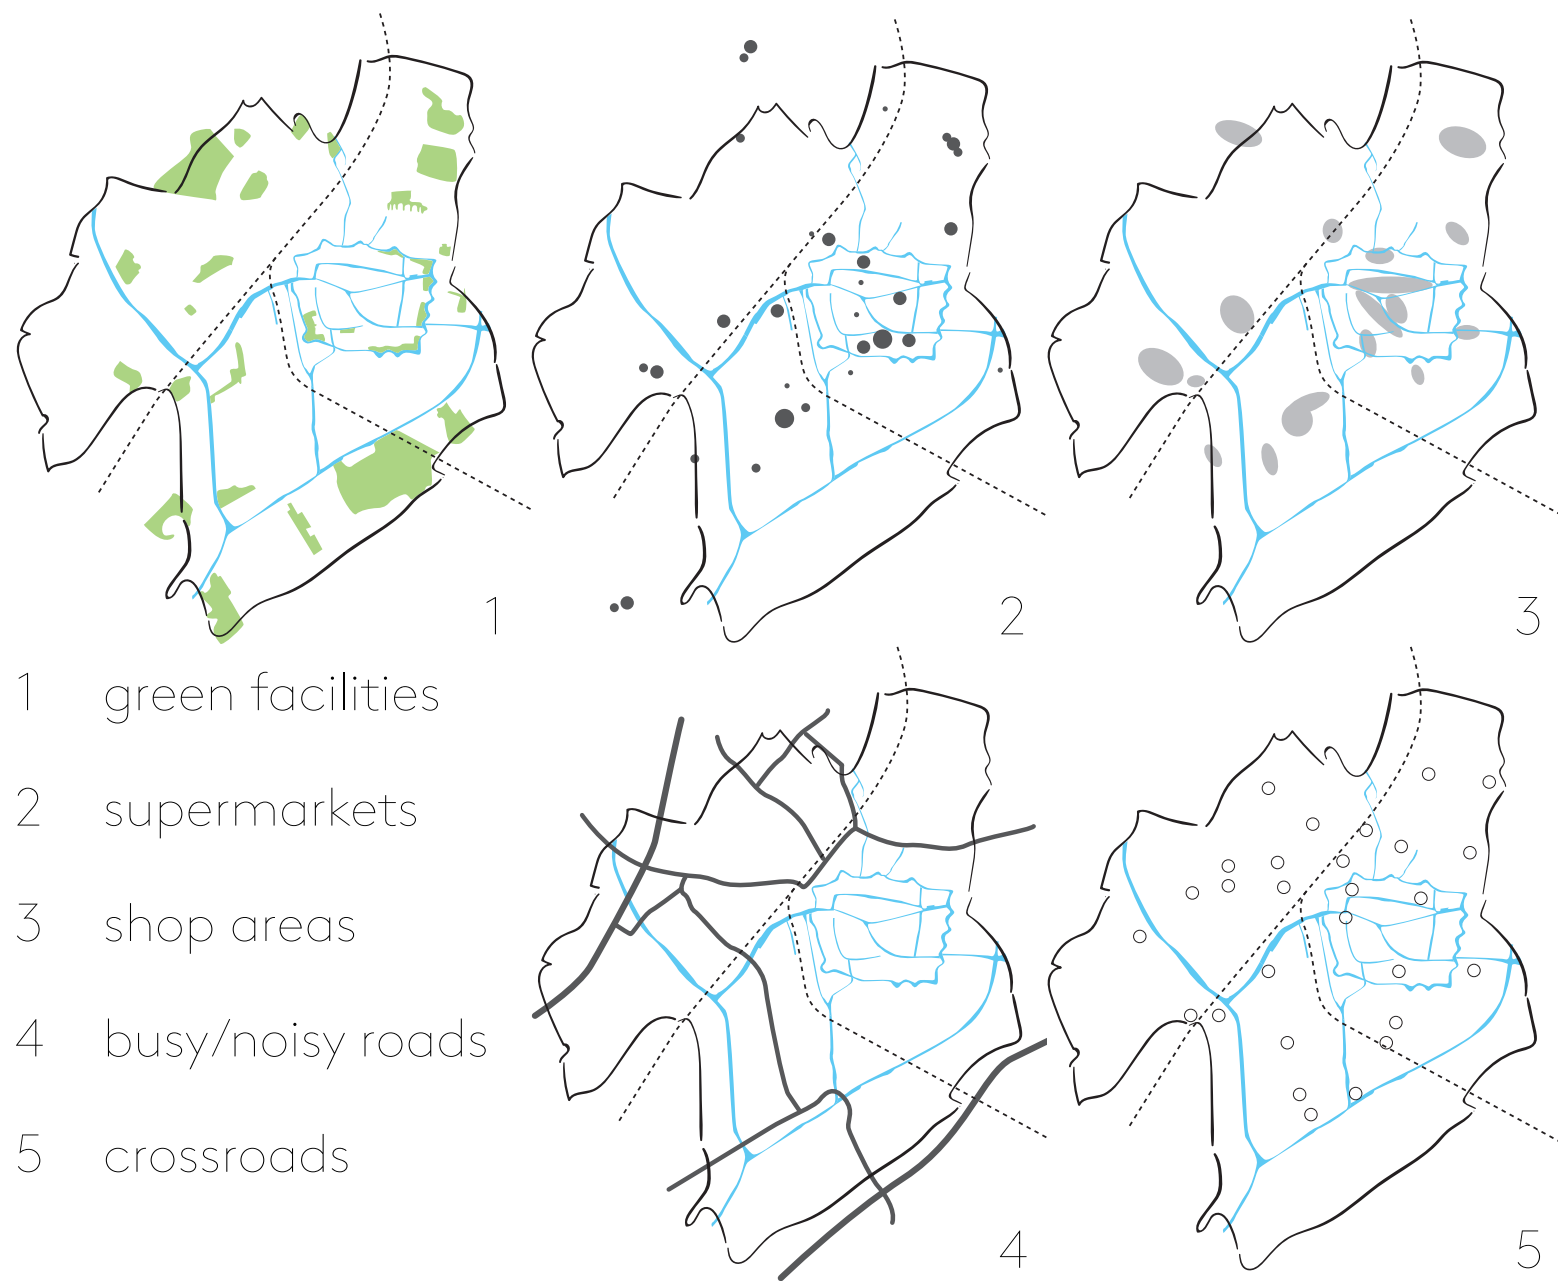 1
2
3
1 green facilities
2 supermarkets
3 shop areas
4 busy/noisy roads
5 crossroads
4
5